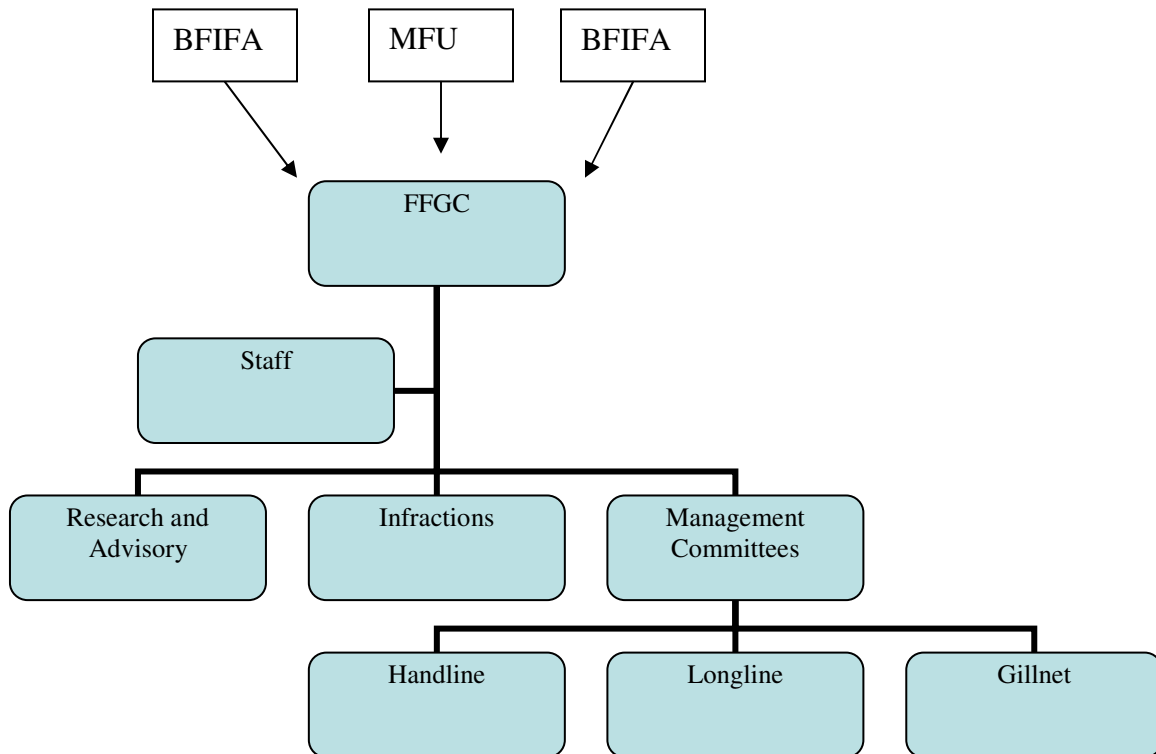 BFIFA
MFU
BFIFA
FFGC
Staff
Research and
Advisory
Infractions
Management
Committees
Handline
Longline
Gillnet